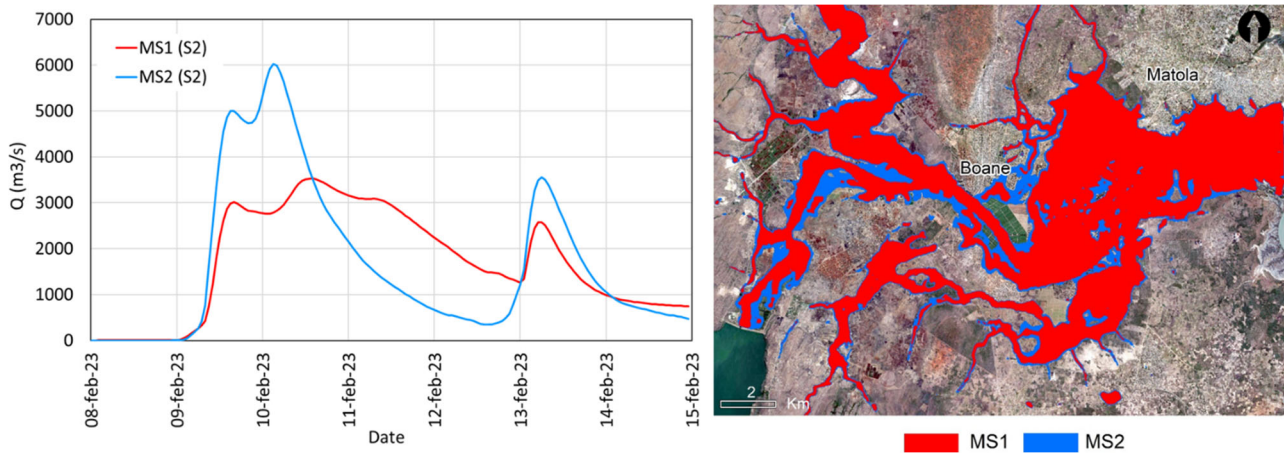 7000
6000
5000
4000
3000
2000
1000
0
Q (m3/s)
MS1 (S2)
MS2 (S2)
08-feb-23
09-feb-23
10-feb-23
11-feb-23
12-feb-23
13-feb-23
14-feb-23
15-feb-23
Date
Matola
Boane
2
Km
MS1 MS2